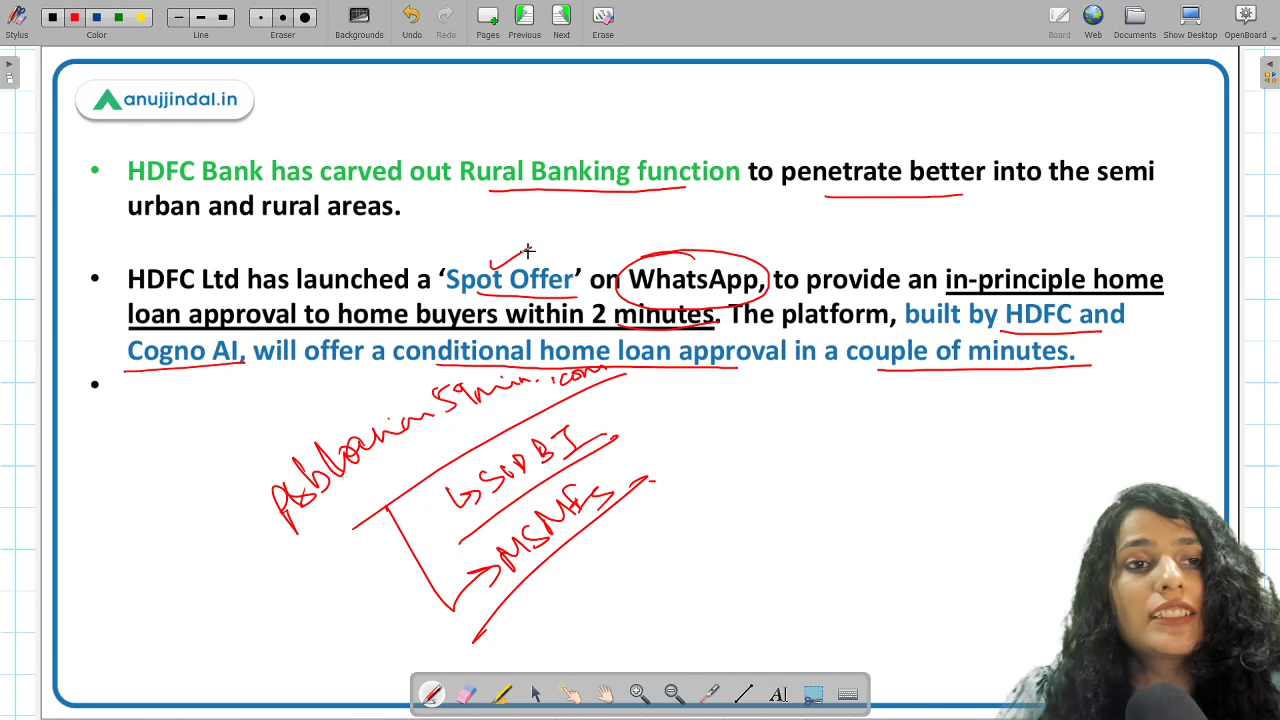 Stylus
Color
Line
Eraser
Backgrounds
Undo
Redo
Pages
Previous
Next
Erase
Board
Web
Documents
Show Desktop
OpenBoard
anujjindal.in
• HDFC Bank has carved out Rural Banking function to penetrate better into the semi
urban and rural areas.
• HDFC Ltd has launched a ‘Spot Offer’ on WhatsApp, to provide an in-principle home
loan approval to home buyers within 2 minutes. The platform, built by HDFC and
Cogno AI, will offer a conditional home loan approval in a couple of minutes.
•
psbloanian59min..com
↳ SIDBI
→ MSMEs
AI